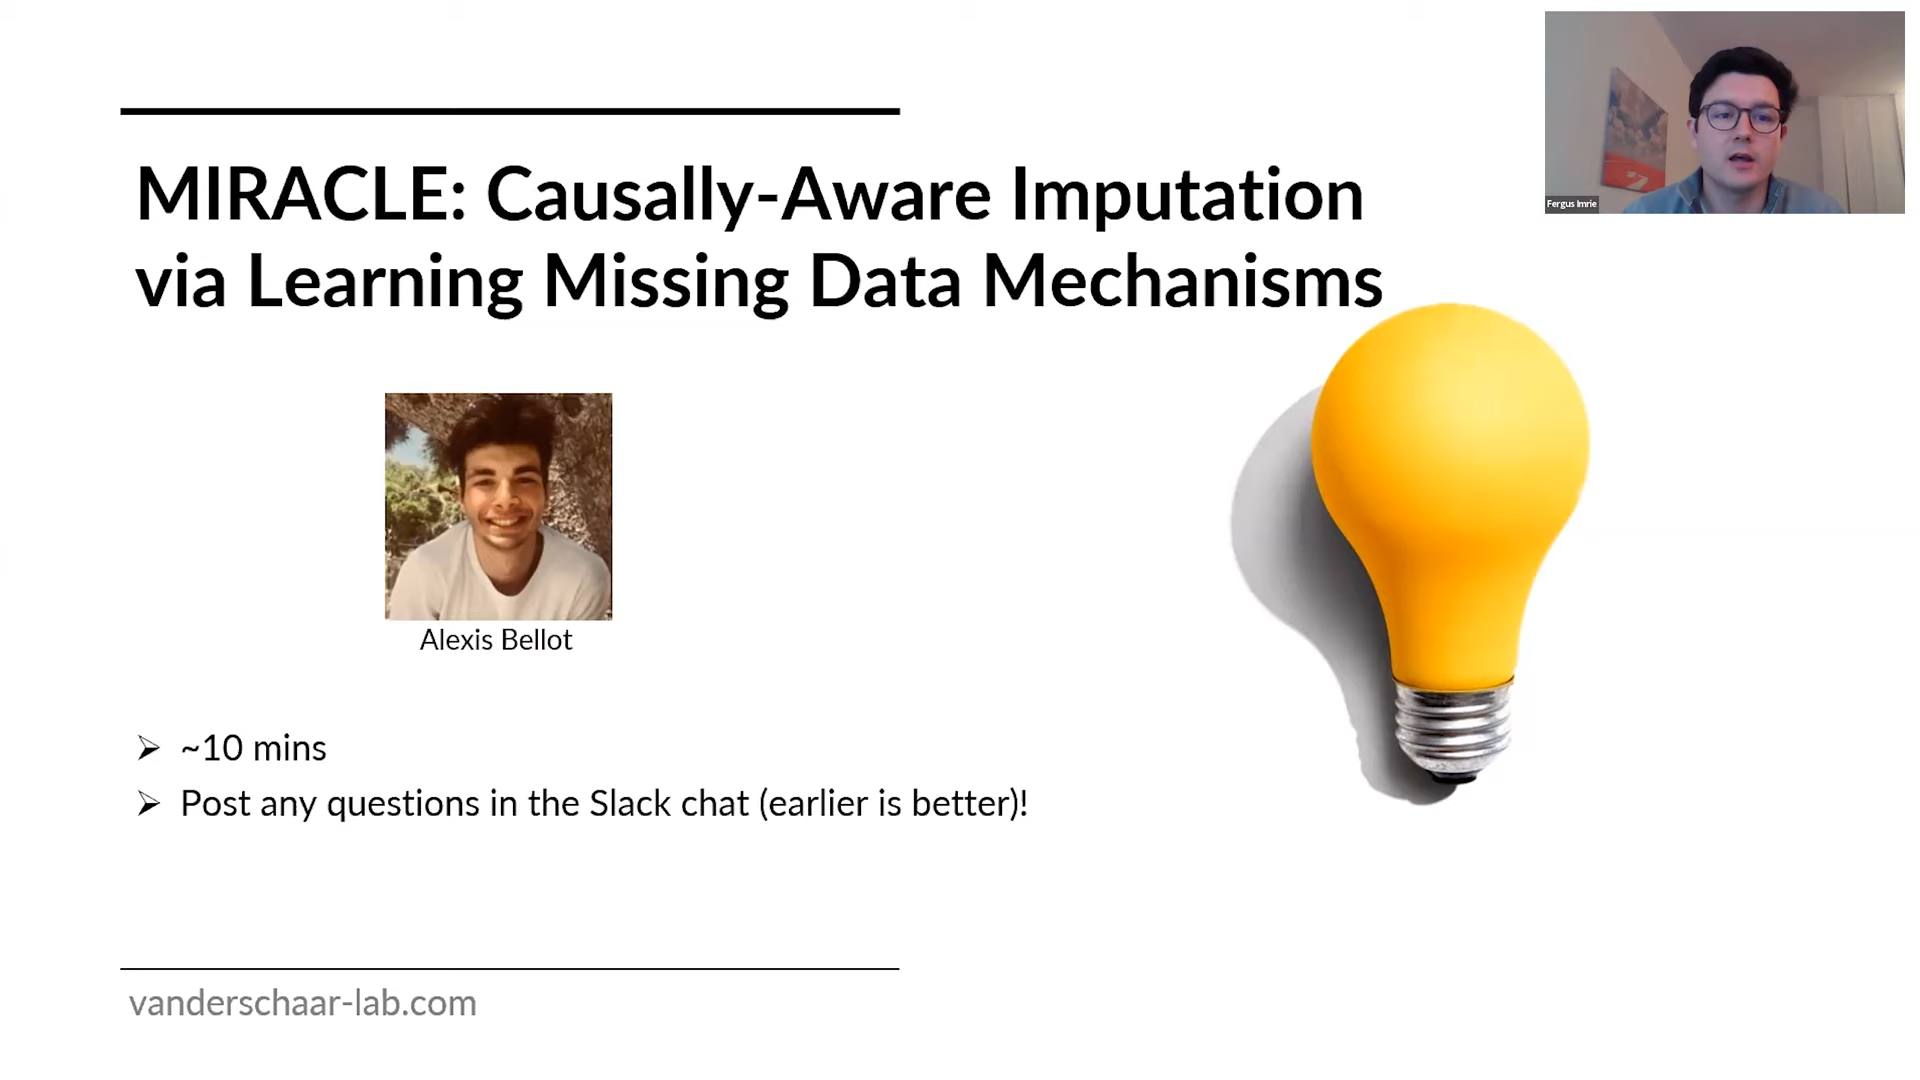 MIRACLE: Causally-Aware Imputation
via Learning Missing Data Mechanisms
Fergus Imrie
Alexis Bellot
~10 mins
Post any questions in the Slack chat (earlier is better)!
vanderschaar-lab.com